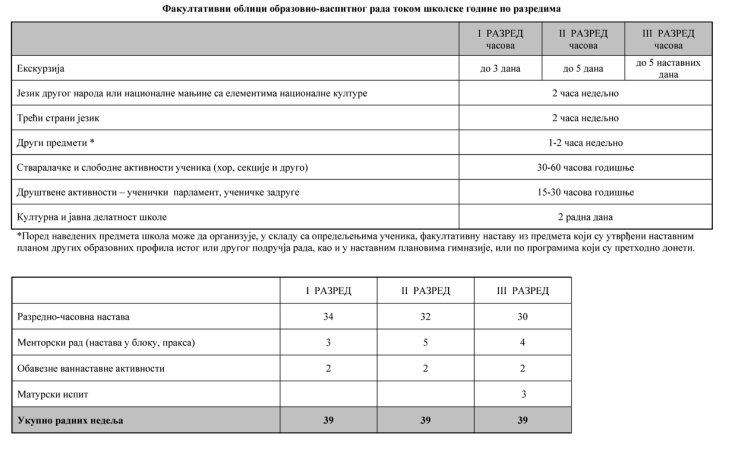 Факултативни облици образовно-васпитног рада током школске године по разредима
I РАЗРЕД II РАЗРЕД III РАЗРЕД
часова часова часова
Екскурзија до 3 дана до 5 дана до 5 наставних
дана
Језик другог народа или националне мањине са елементима националне културе 2 часа недељно
Трећи страни језик 2 часа недељно
Други предмети * 1-2 часа недељно
Стваралачке и слободне активности ученика (хор, секције и друго) 30-60 часова годишње
Друштвене активности – ученички парламент, ученичке задруге 15-30 часова годишње
Културна и јавна делатност школе 2 радна дана
*Поред наведених предмета школа може да организује, у складу са опредељењима ученика, факултативну наставу из предмета који су утврђени наставним
планом других образовних профила истог или другог подручја рада, као и у наставним плановима гимназије, или по програмима који су претходно донети.
I РАЗРЕД II РАЗРЕД III РАЗРЕД
Разредно-часовна настава 34 32 30
Менторски рад (настава у блоку, пракса) 3 5 4
Обавезне ваннаставне активности 2 2 2
Матурски испит 3
Укупно радних недеља 39 39 39